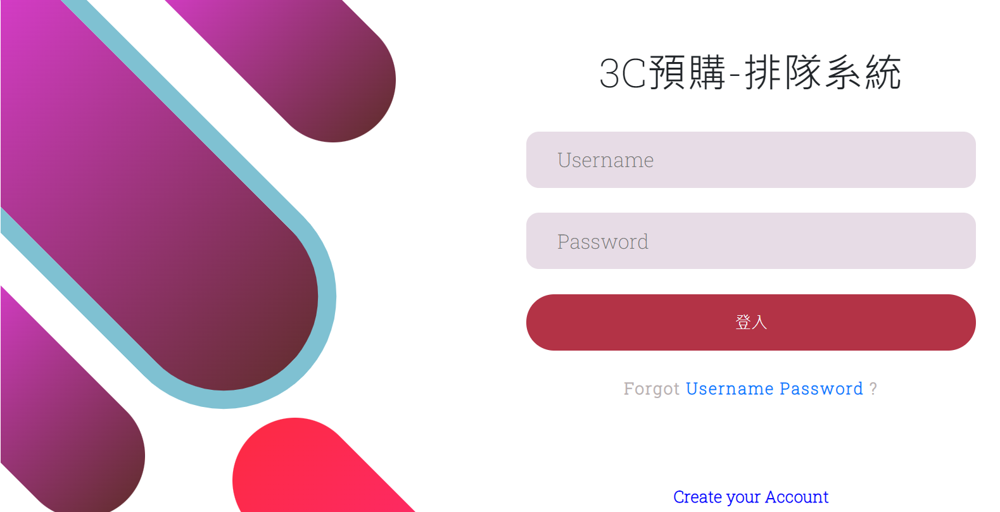 3C預購-排隊系統
Username
Password
登入
Forgot Username Password ?
Create your Account